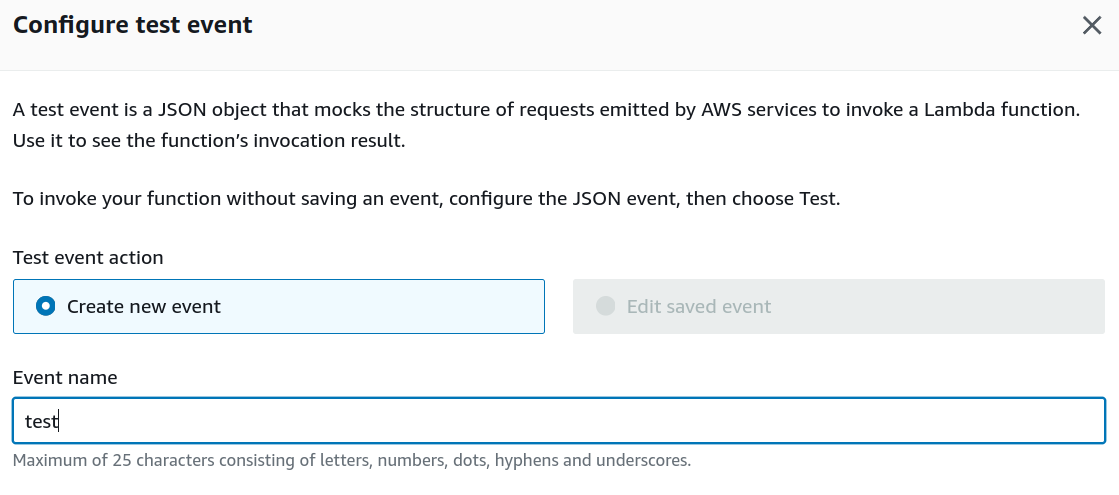 Configure test event
A test event is a JSON object that mocks the structure of requests emitted by AWS services to invoke a Lambda function.
Use it to see the function’s invocation result.
To invoke your function without saving an event, configure the JSON event, then choose Test.
Test event action
Create new event
Edit saved event
Event name
test
Maximum of 25 characters consisting of letters, numbers, dots, hyphens and underscores.